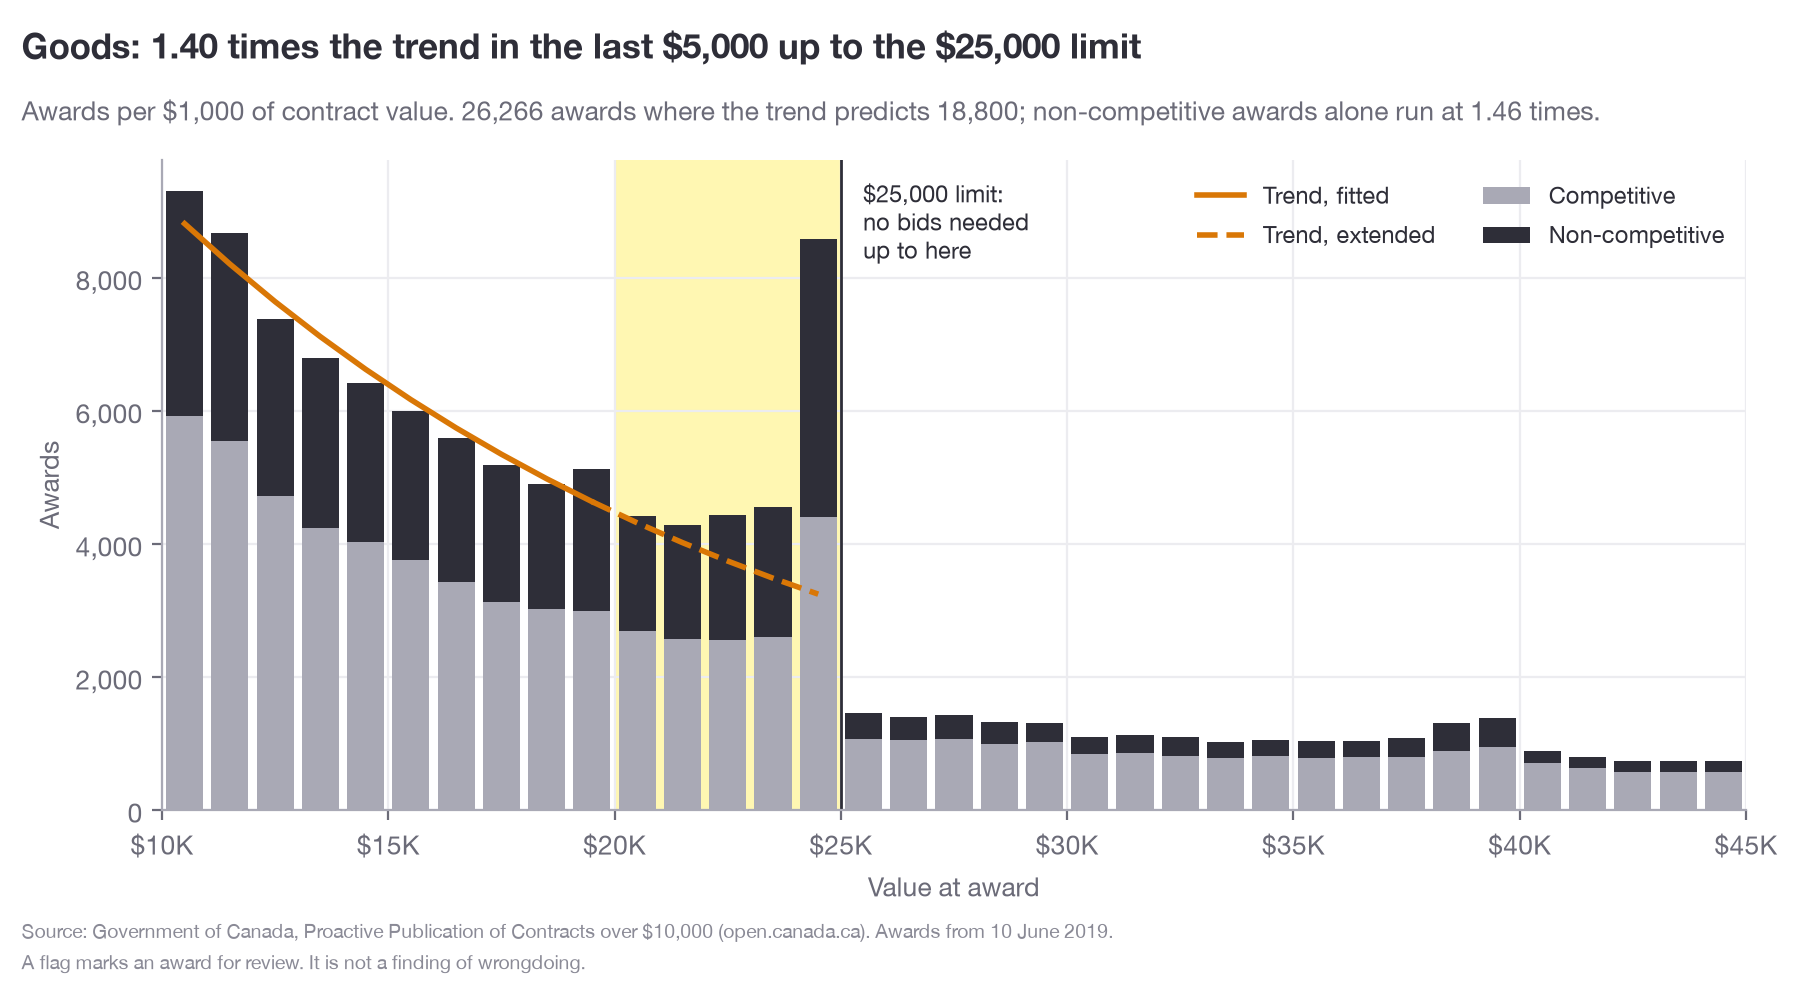 Goods: 1.40 times the trend in the last $5,000 up to the $25,000 limit
Awards per $1,000 of contract value. 26,266 awards where the trend predicts 18,800; non-competitive awards alone run at 1.46 times.
$25,000 limit:
no bids needed
up to here
Trend, fitted
Competitive
Trend, extended
Non-competitive
Awards
8,000
6,000
4,000
2,000
0
$10K
$15K
$20K
$25K
$30K
$35K
$40K
$45K
Value at award
Source: Government of Canada, Proactive Publication of Contracts over $10,000 (open.canada.ca). Awards from 10 June 2019.
A flag marks an award for review. It is not a finding of wrongdoing.